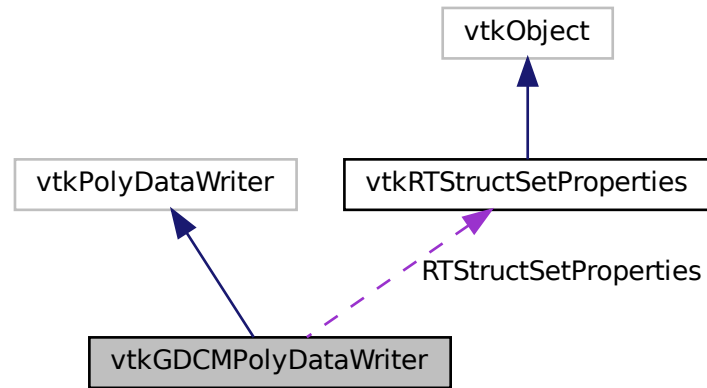 vtkObject
vtkPolyDataWriter
vtkRTStructSetProperties
RTStructSetProperties
vtkGDCMPolyDataWriter